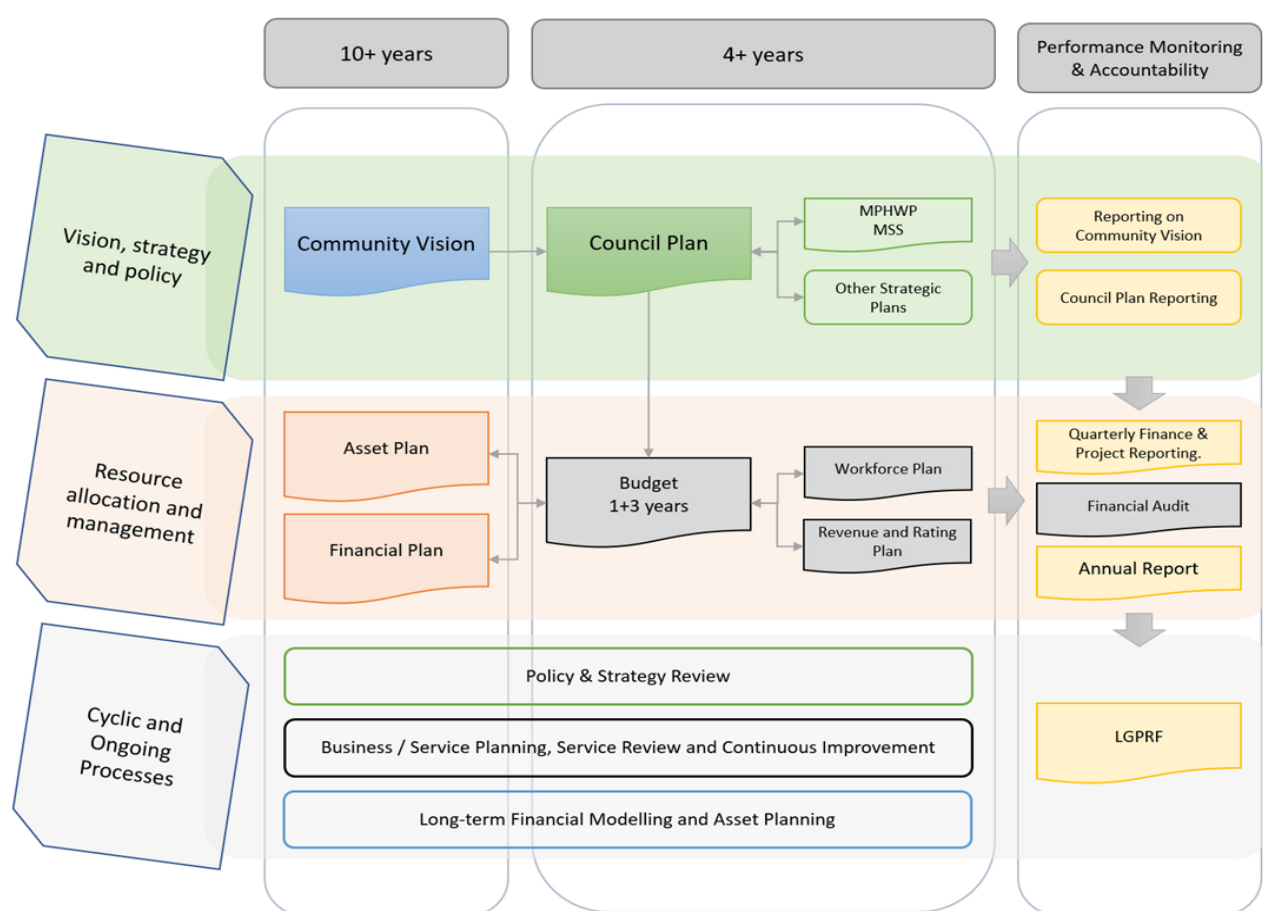 10+ years
4+ years
Performance Monitoring
& Accountability
Vision, strategy
and policy
Community Vision
Council Plan
MPHWP
MSS
Other Strategic
Plans
Reporting on
Community Vision
Council Plan Reporting
Resource
allocation and
management
Asset Plan
Financial Plan
Budget
1+3 years
Workforce Plan
Revenue and Rating
Plan
Quarterly Finance &
Project Reporting.
Financial Audit
Annual Report
Cyclic and
Ongoing
Processes
Policy & Strategy Review
Business / Service Planning, Service Review and Continuous Improvement
Long-term Financial Modelling and Asset Planning
LGPRF